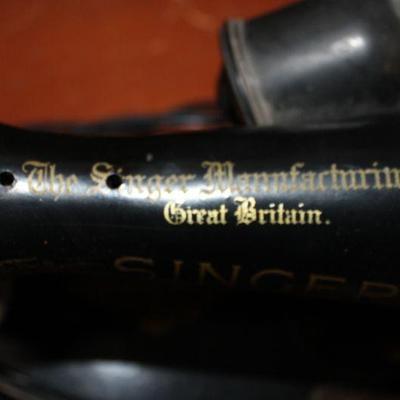 The Singer Manufacturin
Great Britain.
SINGER